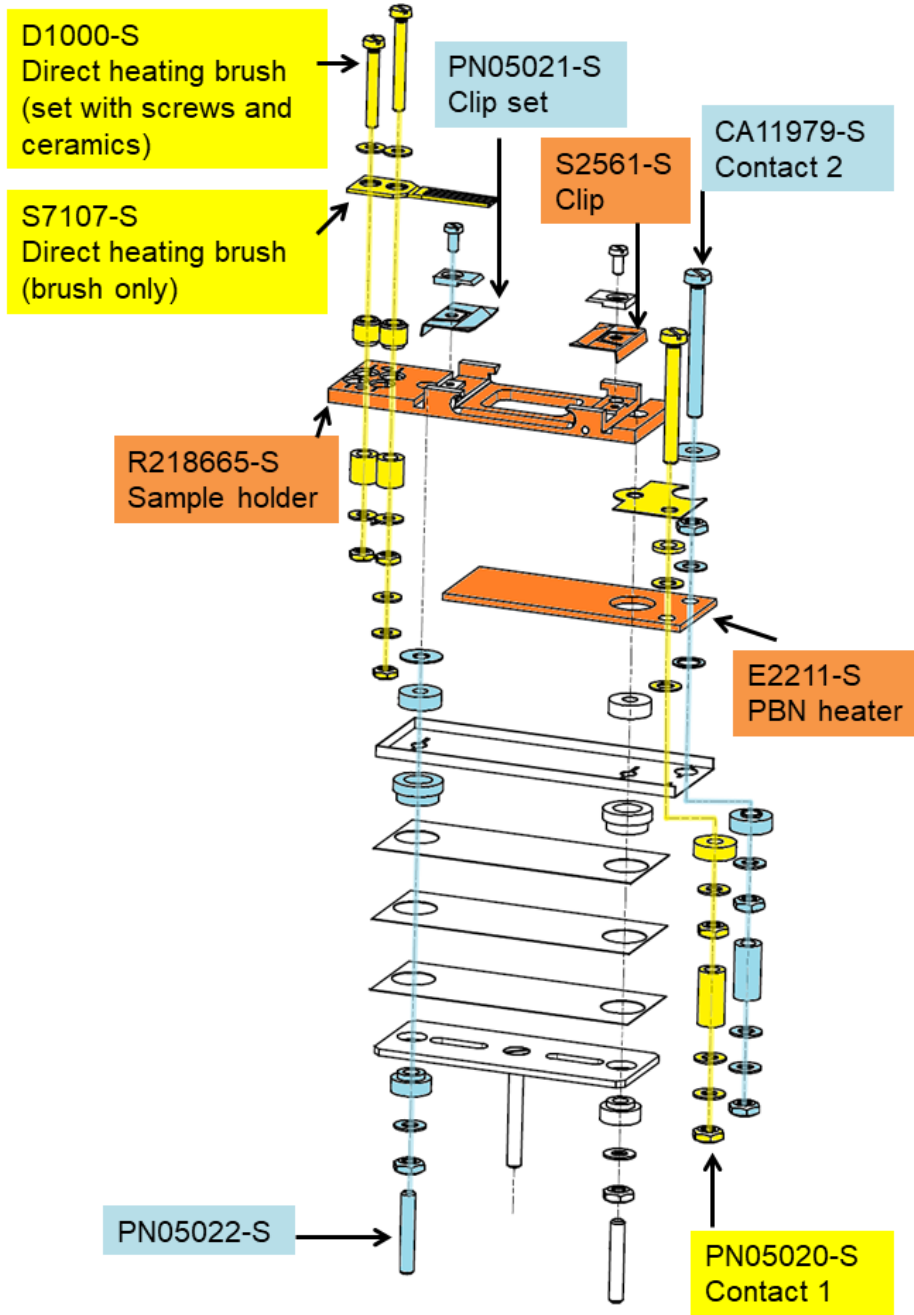 D1000-S
Direct heating brush
(set with screws and
ceramics)
PN05021-S
Clip set
CA11979-S
Contact 2
S2561-S
Clip
S7107-S
Direct heating brush
(brush only)
R218665-S
Sample holder
E2211-S
PBN heater
PN05022-S
PN05020-S
Contact 1